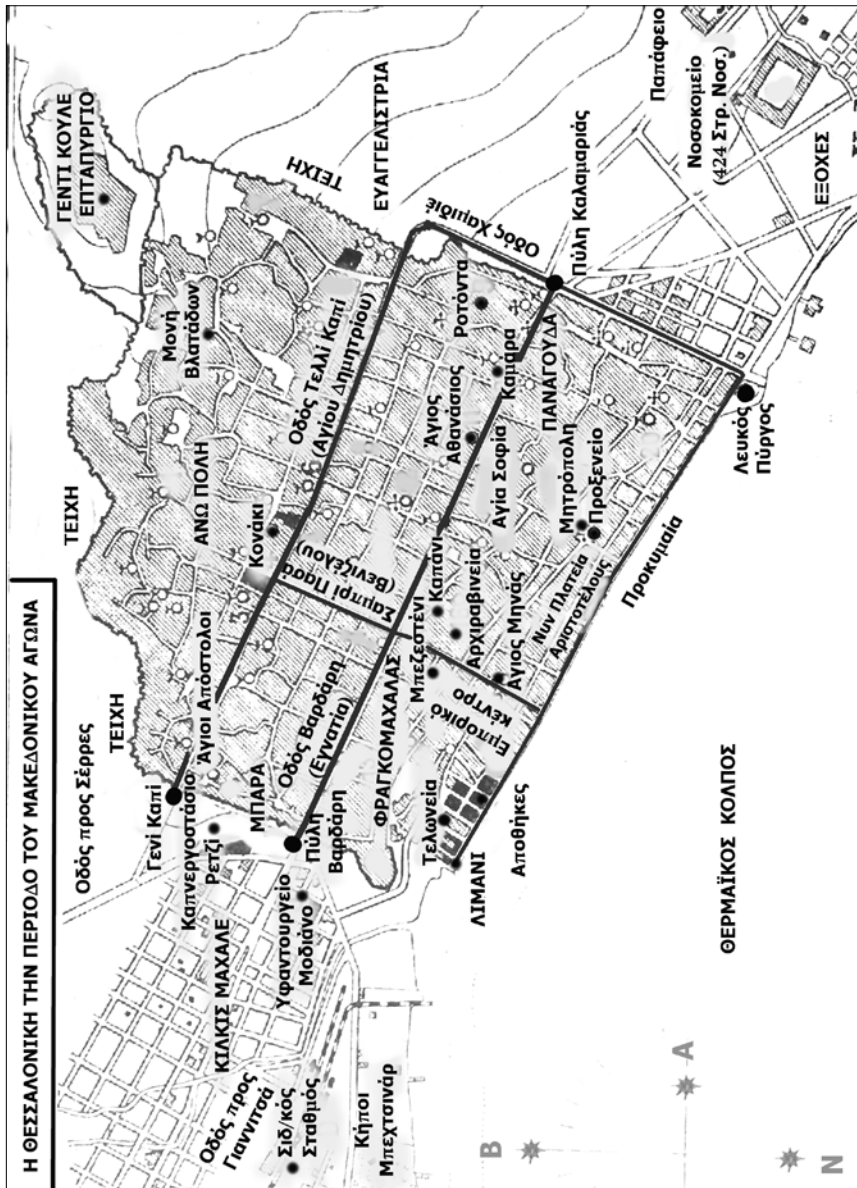 Η ΘΕΣΣΑΛΟΝΙΚΗ ΤΗΝ ΠΕΡΙΟΔΟ ΤΟΥ ΜΑΚΕΔΟΝΙΚΟΥ ΑΓΩΝΑ
Οδός προς Σέρρες
ΤΕΙΧΗ
ΤΕΙΧΗ
ΓΕΝΤΙ ΚΟΥΛΕ
ΕΠΤΑΠΥΡΓΙΟ
Γενί Καπί
Άγιοι Απόστολοι
ΑΝΩ ΠΟΛΗ
Μονή
Βλατάδων
ΤΕΙΧΗ
ΕΥΑΓΓΕΛΙΣΤΡΙΑ
Καπνεργοστάσιο
Ρετζί
ΜΠΑΡΑ
Κονάκι
Οδός Τελλί Καπί
(Αγίου Δημητρίου)
Οδός Χαμιδιέ
ΚΙΛΚΙΣ ΜΑΧΑΛΕ
Οδός προς
Γιαννιτσά
Πύλη
Βαρδάρη
Οδός Βαρδάρη
(Εγνατία)
Σαμπρί Πασά
(Βενιζέλου)
Άγιος
Αθανάσιος
Ροτόντα
Καμάρα
Πύλη Καλαμαριάς
Παπάφειο
Νοσοκομείο
(424 Στρ. Νοσ.)
ΕΞΟΧΕΣ
Υφαντουργείο
Μοδιάνο
Σιδ/κός
Σταθμός
Κήποι
Μπεχτσινάρ
ΦΡΑΓΚΟΜΑΧΑΛΑΣ
Μπεζεστένι
Καπάνι
Αρχιραβινεία
Άγιος Μηνάς
Αγία Σοφία
ΠΑΝΑΓΟΥΔΑ
Μητρόπολη
Προξενείο
Νυν Πλατεία
Αριστοτέλους
Εμπορικό
κέντρο
Τελωνεία
ΛΙΜΑΝΙ
Αποθήκες
Προκυμαία
Λευκός
Πύργος
ΘΕΡΜΑΪΚΟΣ ΚΟΛΠΟΣ
Β
Α
Ν